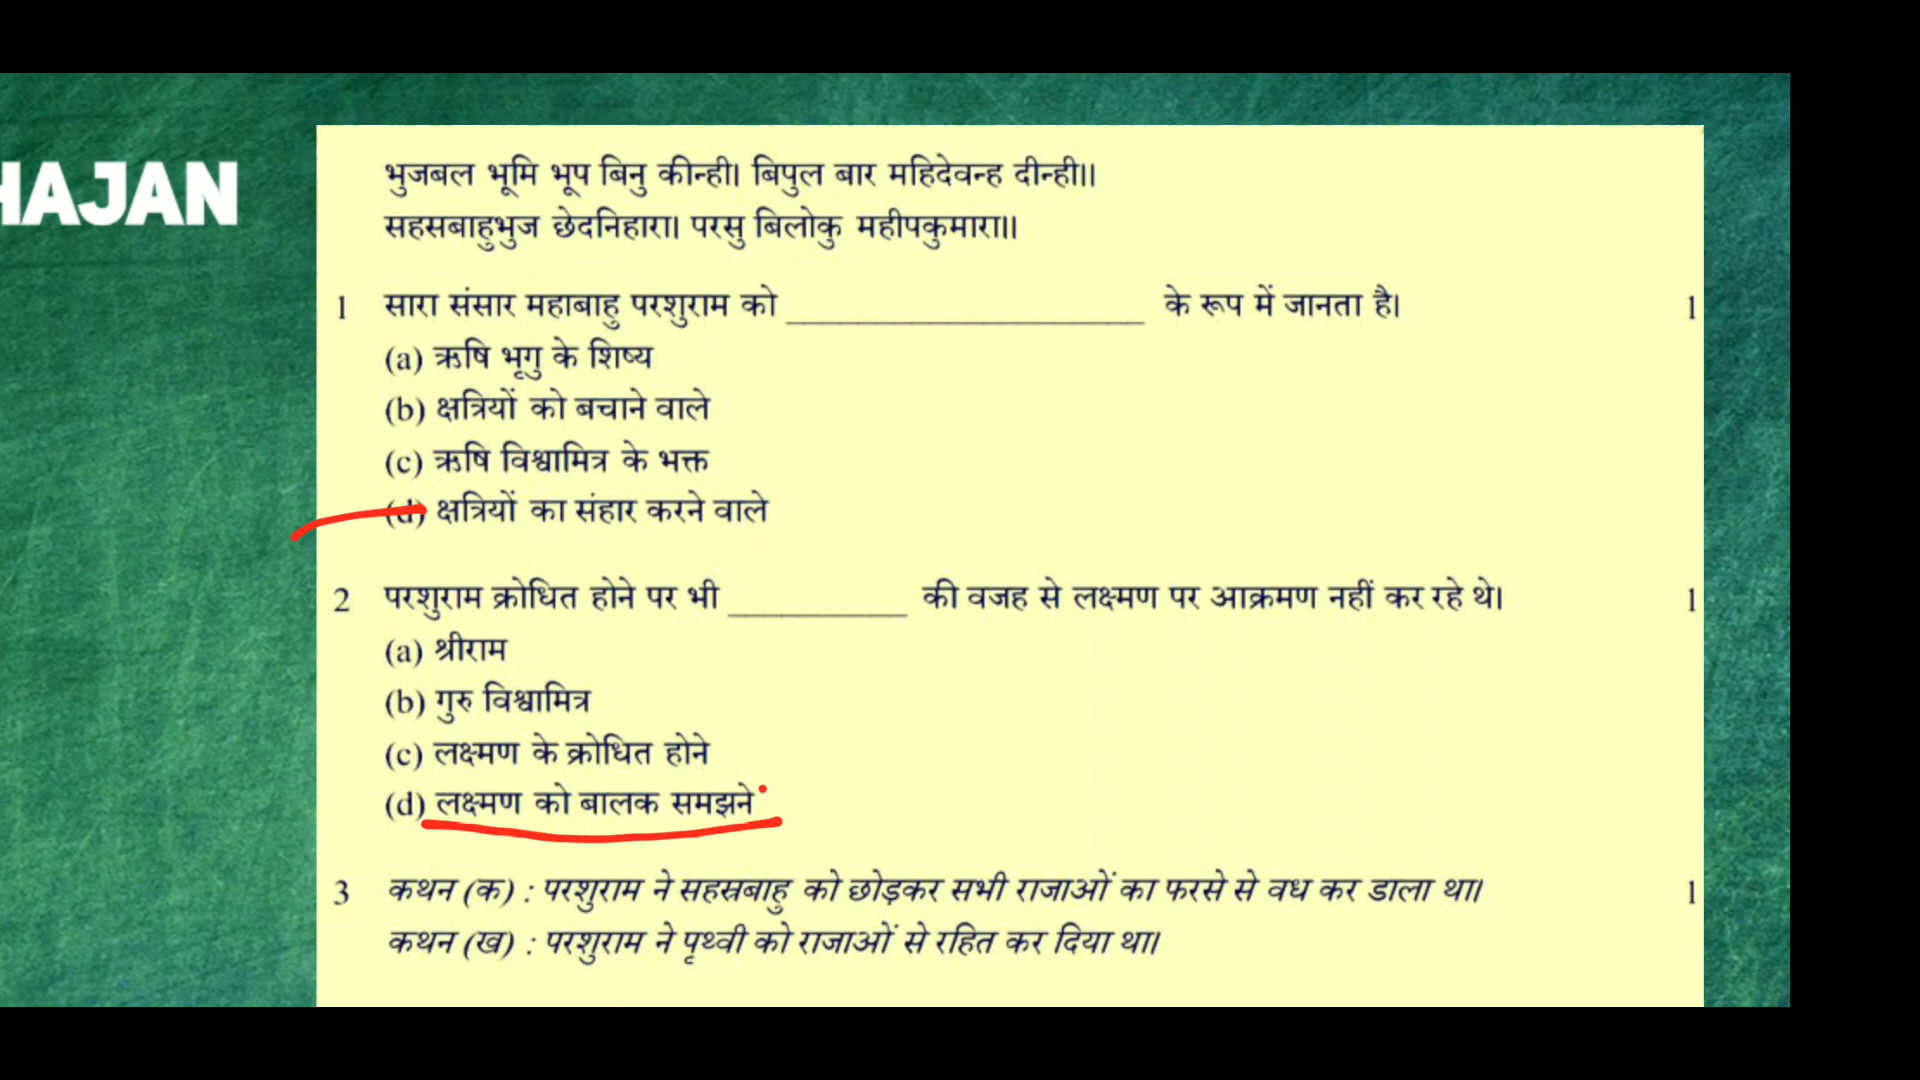 HAJAN
भुजबल भूमि भूप बिनु कीन्ही। बिपुल बार महिदेवन्ह दीन्ही॥
सहसबाहुभुज छेदनिहारा। परसु बिलोकु महीपकुमारा॥
1 सारा संसार महाबाहु परशुराम को ____________________ के रूप में जानता है। 1
(a) ऋषि भृगु के शिष्य
(b) क्षत्रियों को बचाने वाले
(c) ऋषि विश्वामित्र के भक्त
(d) क्षत्रियों का संहार करने वाले
2 परशुराम क्रोधित होने पर भी __________ की वजह से लक्ष्मण पर आक्रमण नहीं कर रहे थे। 1
(a) श्रीराम
(b) गुरु विश्वामित्र
(c) लक्ष्मण के क्रोधित होने
(d) लक्ष्मण को बालक समझने
3 कथन (क) : परशुराम ने सहस्रबाहु को छोड़कर सभी राजाओं का फरसे से वध कर डाला था। 1
कथन (ख) : परशुराम ने पृथ्वी को राजाओं से रहित कर दिया था।